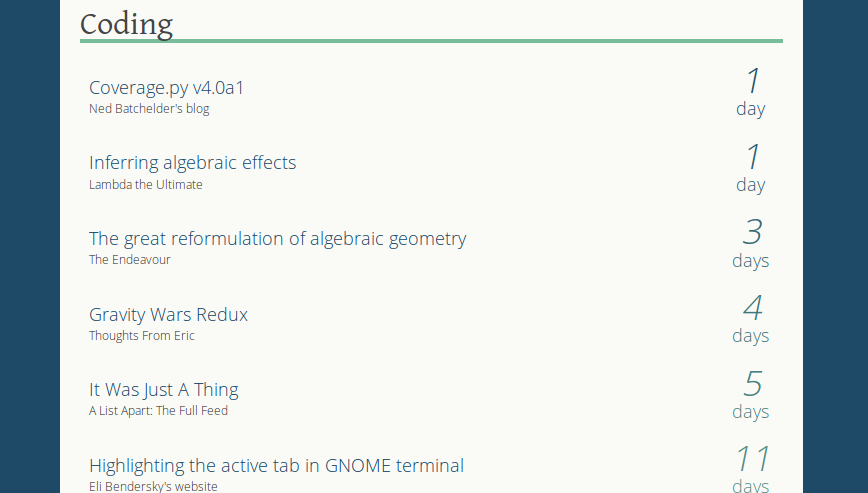 Coding
Coverage.py v4.0a1
Ned Batchelder's blog
1
day
Inferring algebraic effects
Lambda the Ultimate
1
day
The great reformulation of algebraic geometry
The Endeavour
3
days
Gravity Wars Redux
Thoughts From Eric
4
days
It Was Just A Thing
A List Apart: The Full Feed
5
days
Highlighting the active tab in GNOME terminal
Eli Bendersky's website
11
days